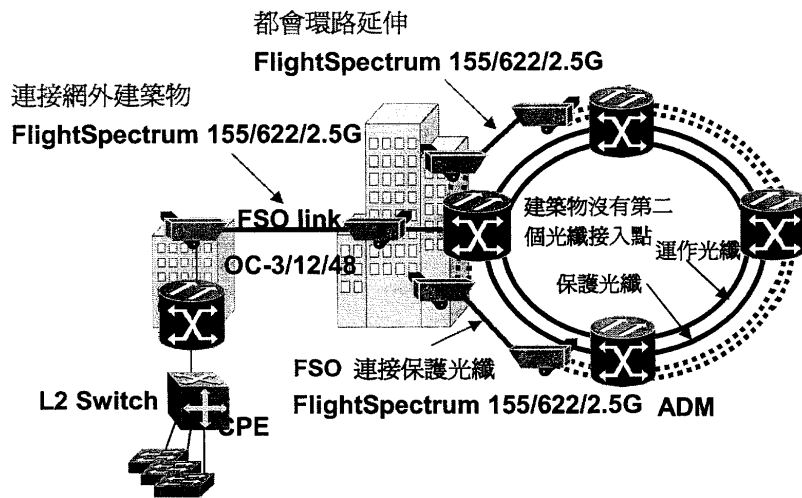 都會環路延伸
FlightSpectrum 155/622/2.5G
連接網外建築物
FlightSpectrum 155/622/2.5G
FSO link
OC-3/12/48
建築物沒有第二
個光纖接入點
運作光纖
保護光纖
FSO 連接保護光纖
FlightSpectrum 155/622/2.5G
ADM
L2 Switch
CPE